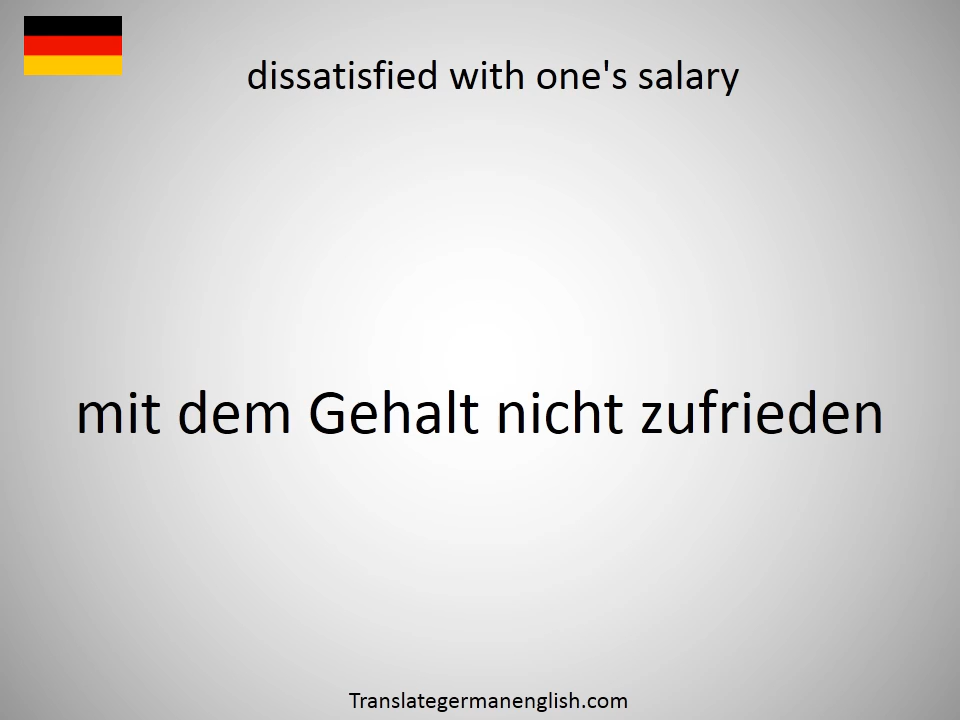 dissatisfied with one's salary
mit dem Gehalt nicht zufrieden
Translategermanenglish.com